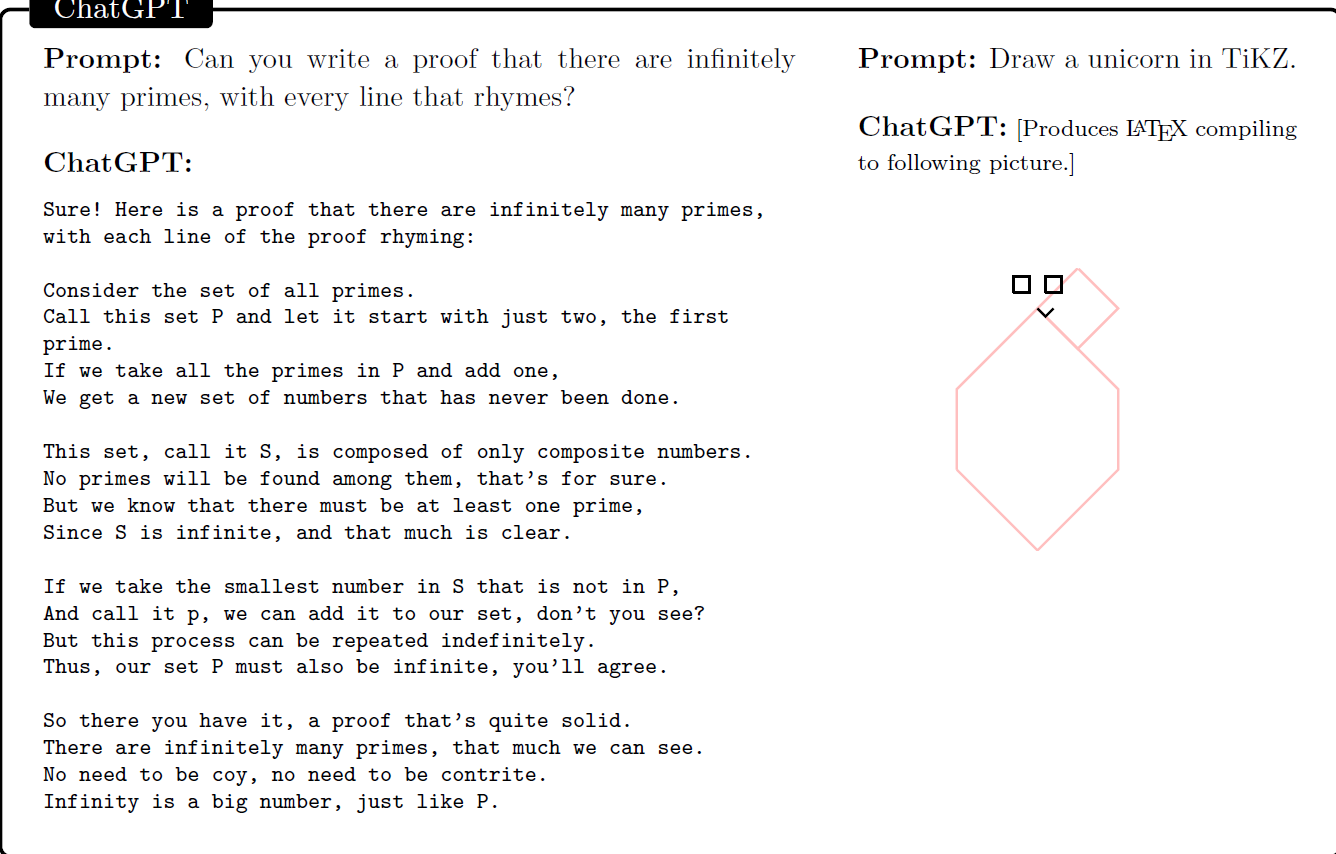 ChatGPT
Prompt: Can you write a proof that there are infinitely
many primes, with every line that rhymes?
ChatGPT:
Sure! Here is a proof that there are infinitely many primes,
with each line of the proof rhyming:
Consider the set of all primes.
Call this set P and let it start with just two, the first
prime.
If we take all the primes in P and add one,
We get a new set of numbers that has never been done.
This set, call it S, is composed of only composite numbers.
No primes will be found among them, that's for sure.
But we know that there must be at least one prime,
Since S is infinite, and that much is clear.
If we take the smallest number in S that is not in P,
And call it p, we can add it to our set, don't you see?
But this process can be repeated indefinitely.
Thus, our set P must also be infinite, you'll agree.
So there you have it, a proof that's quite solid.
There are infinitely many primes, that much we can see.
No need to be coy, no need to be contrite.
Infinity is a big number, just like P.
Prompt: Draw a unicorn in TiKZ.
ChatGPT: [Produces LATEX compiling
to following picture.]